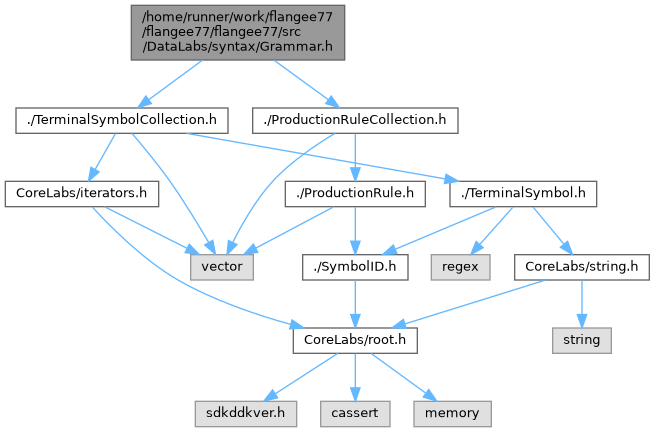 /home/runner/work/flangee77
/flangee77/flangee77/src
/DataLabs/syntax/Grammar.h
./TerminalSymbolCollection.h
./ProductionRuleCollection.h
CoreLabs/iterators.h
./ProductionRule.h
./TerminalSymbol.h
vector
./SymbolID.h
regex
CoreLabs/string.h
CoreLabs/root.h
string
sdkddkver.h
cassert
memory